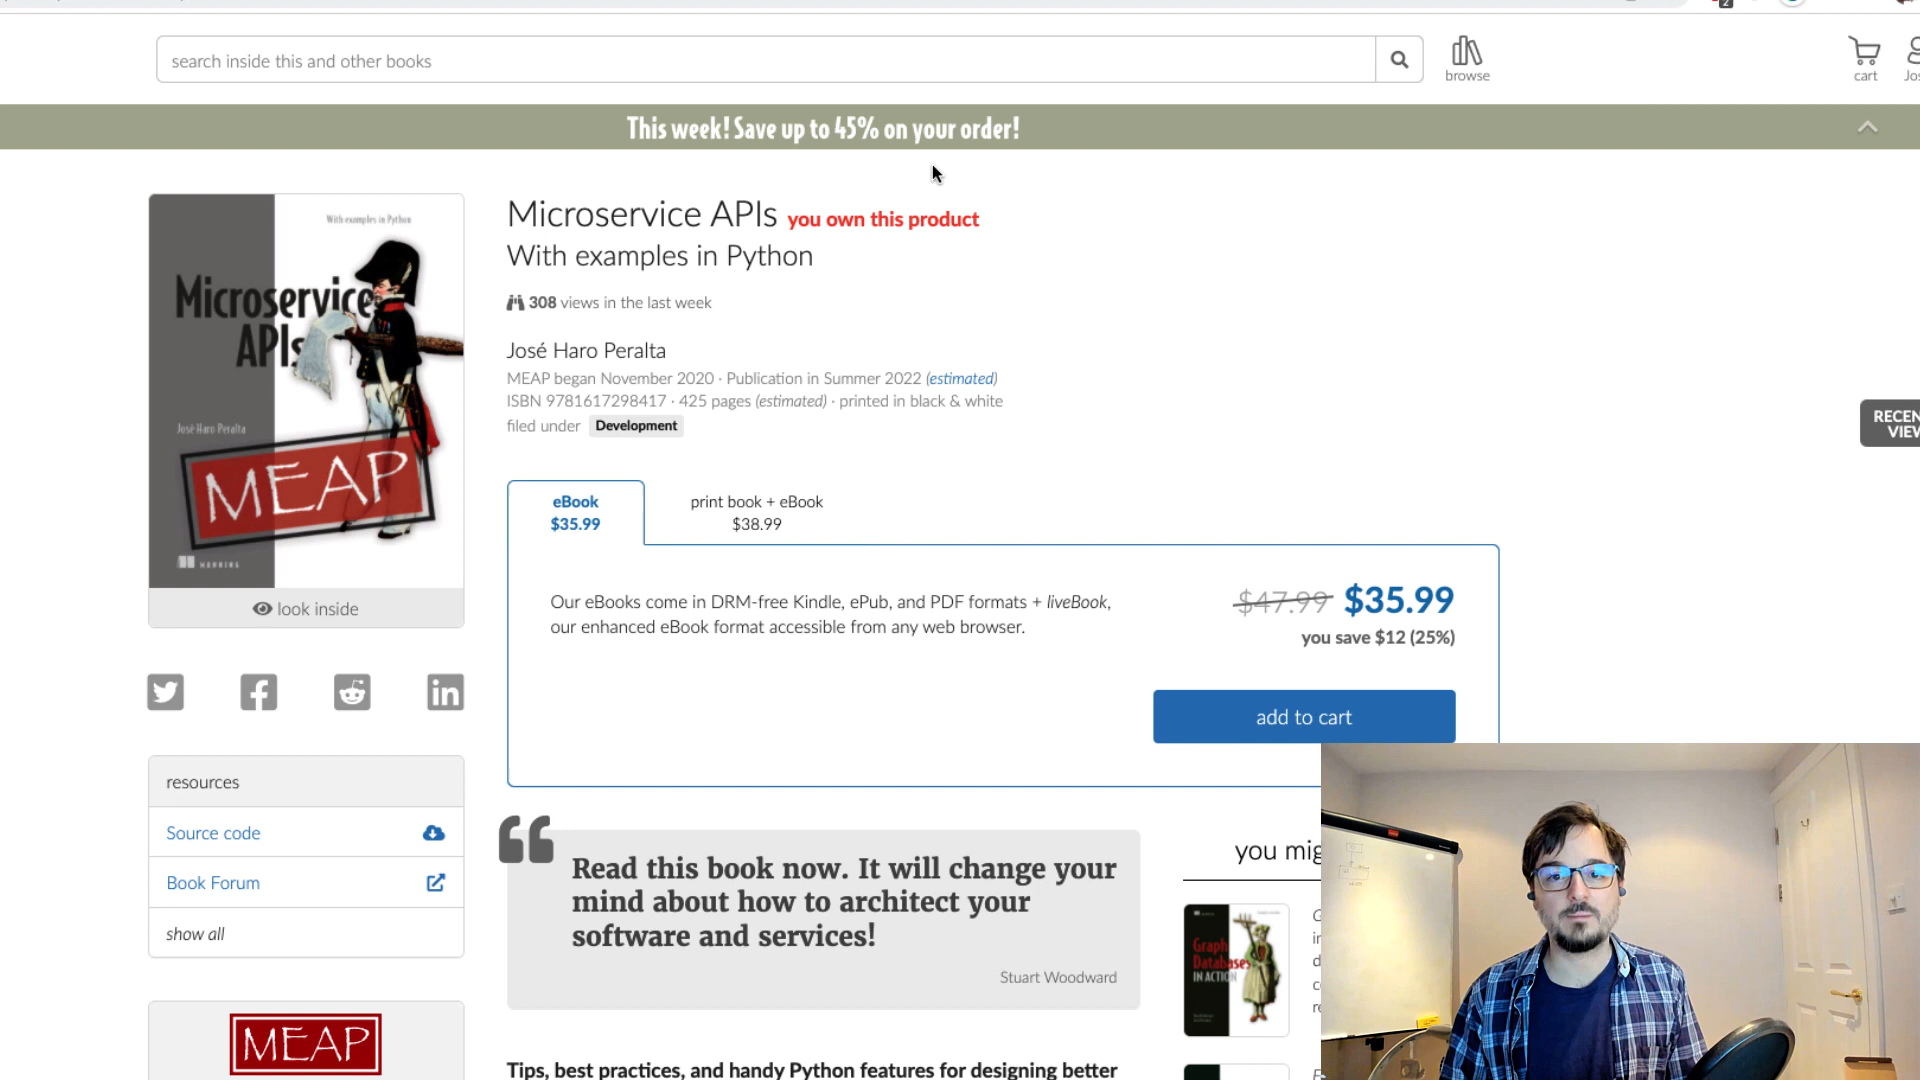 2
search inside this and other books
browse
cart
This week! Save up to 45% on your order!
With examples in Python
Microservice
APIs
José Haro Peralta
MEAP
MANNING
look inside
Microservice APIs you own this product
With examples in Python
308 views in the last week
José Haro Peralta
MEAP began November 2020 · Publication in Summer 2022 (estimated)
ISBN 9781617298417 · 425 pages (estimated) · printed in black & white
filed under Development
RECEN
VIEW
eBook
$35.99
print book + eBook
$38.99
Our eBooks come in DRM-free Kindle, ePub, and PDF formats + liveBook,
our enhanced eBook format accessible from any web browser.
$47.99 $35.99
you save $12 (25%)
add to cart
resources
Source code
Book Forum
show all
MEAP
Read this book now. It will change your
mind about how to architect your
software and services!
Stuart Woodward
Tips, best practices, and handy Python features for designing better
you mig
Graph
Databases
IN ACTION